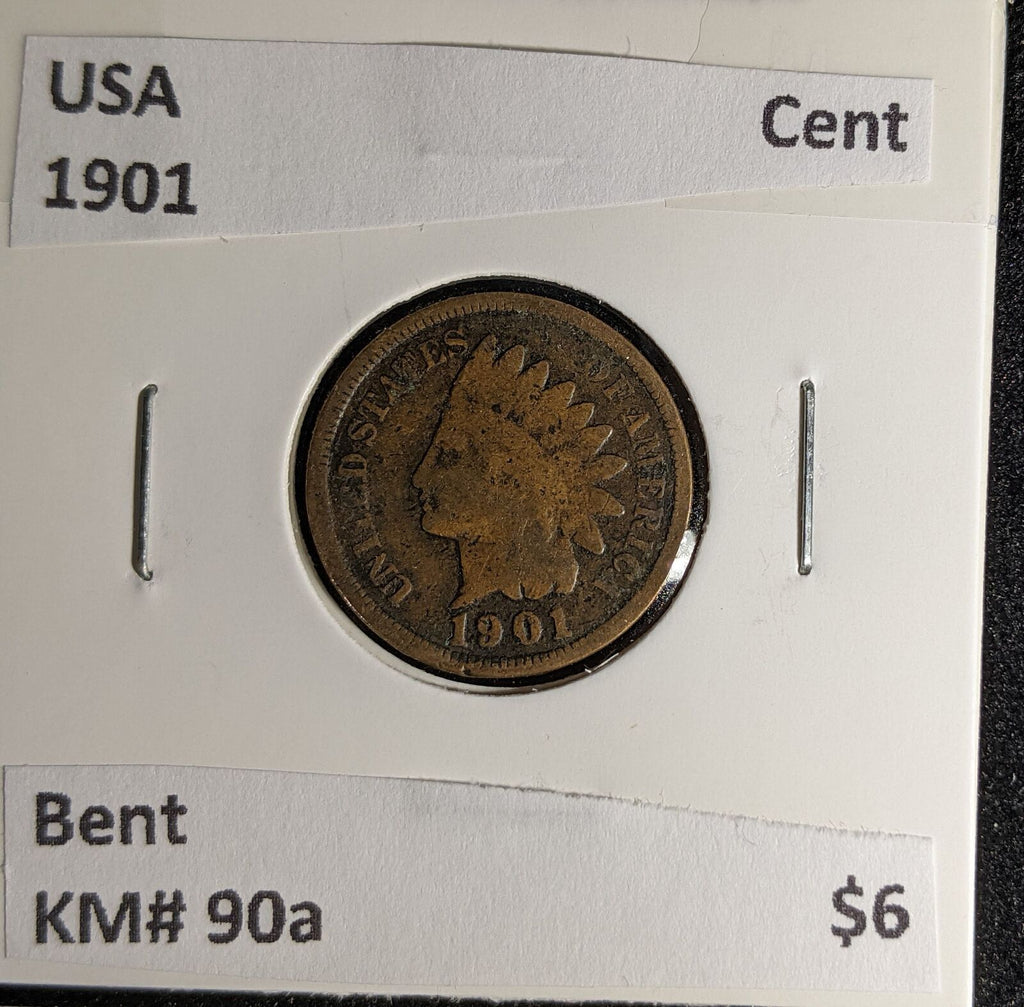 USA
Cent
1901
UNITED STATES OF AMERICA
1901
Bent
KM# 90a
$6